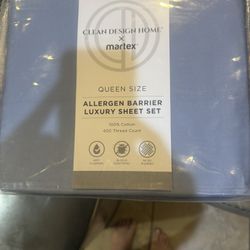 CLEAN DESIGN HOME®
×
martex®
QUEEN SIZE
ALLERGEN BARRIER
LUXURY SHEET SET
100% Cotton
400 Thread Count